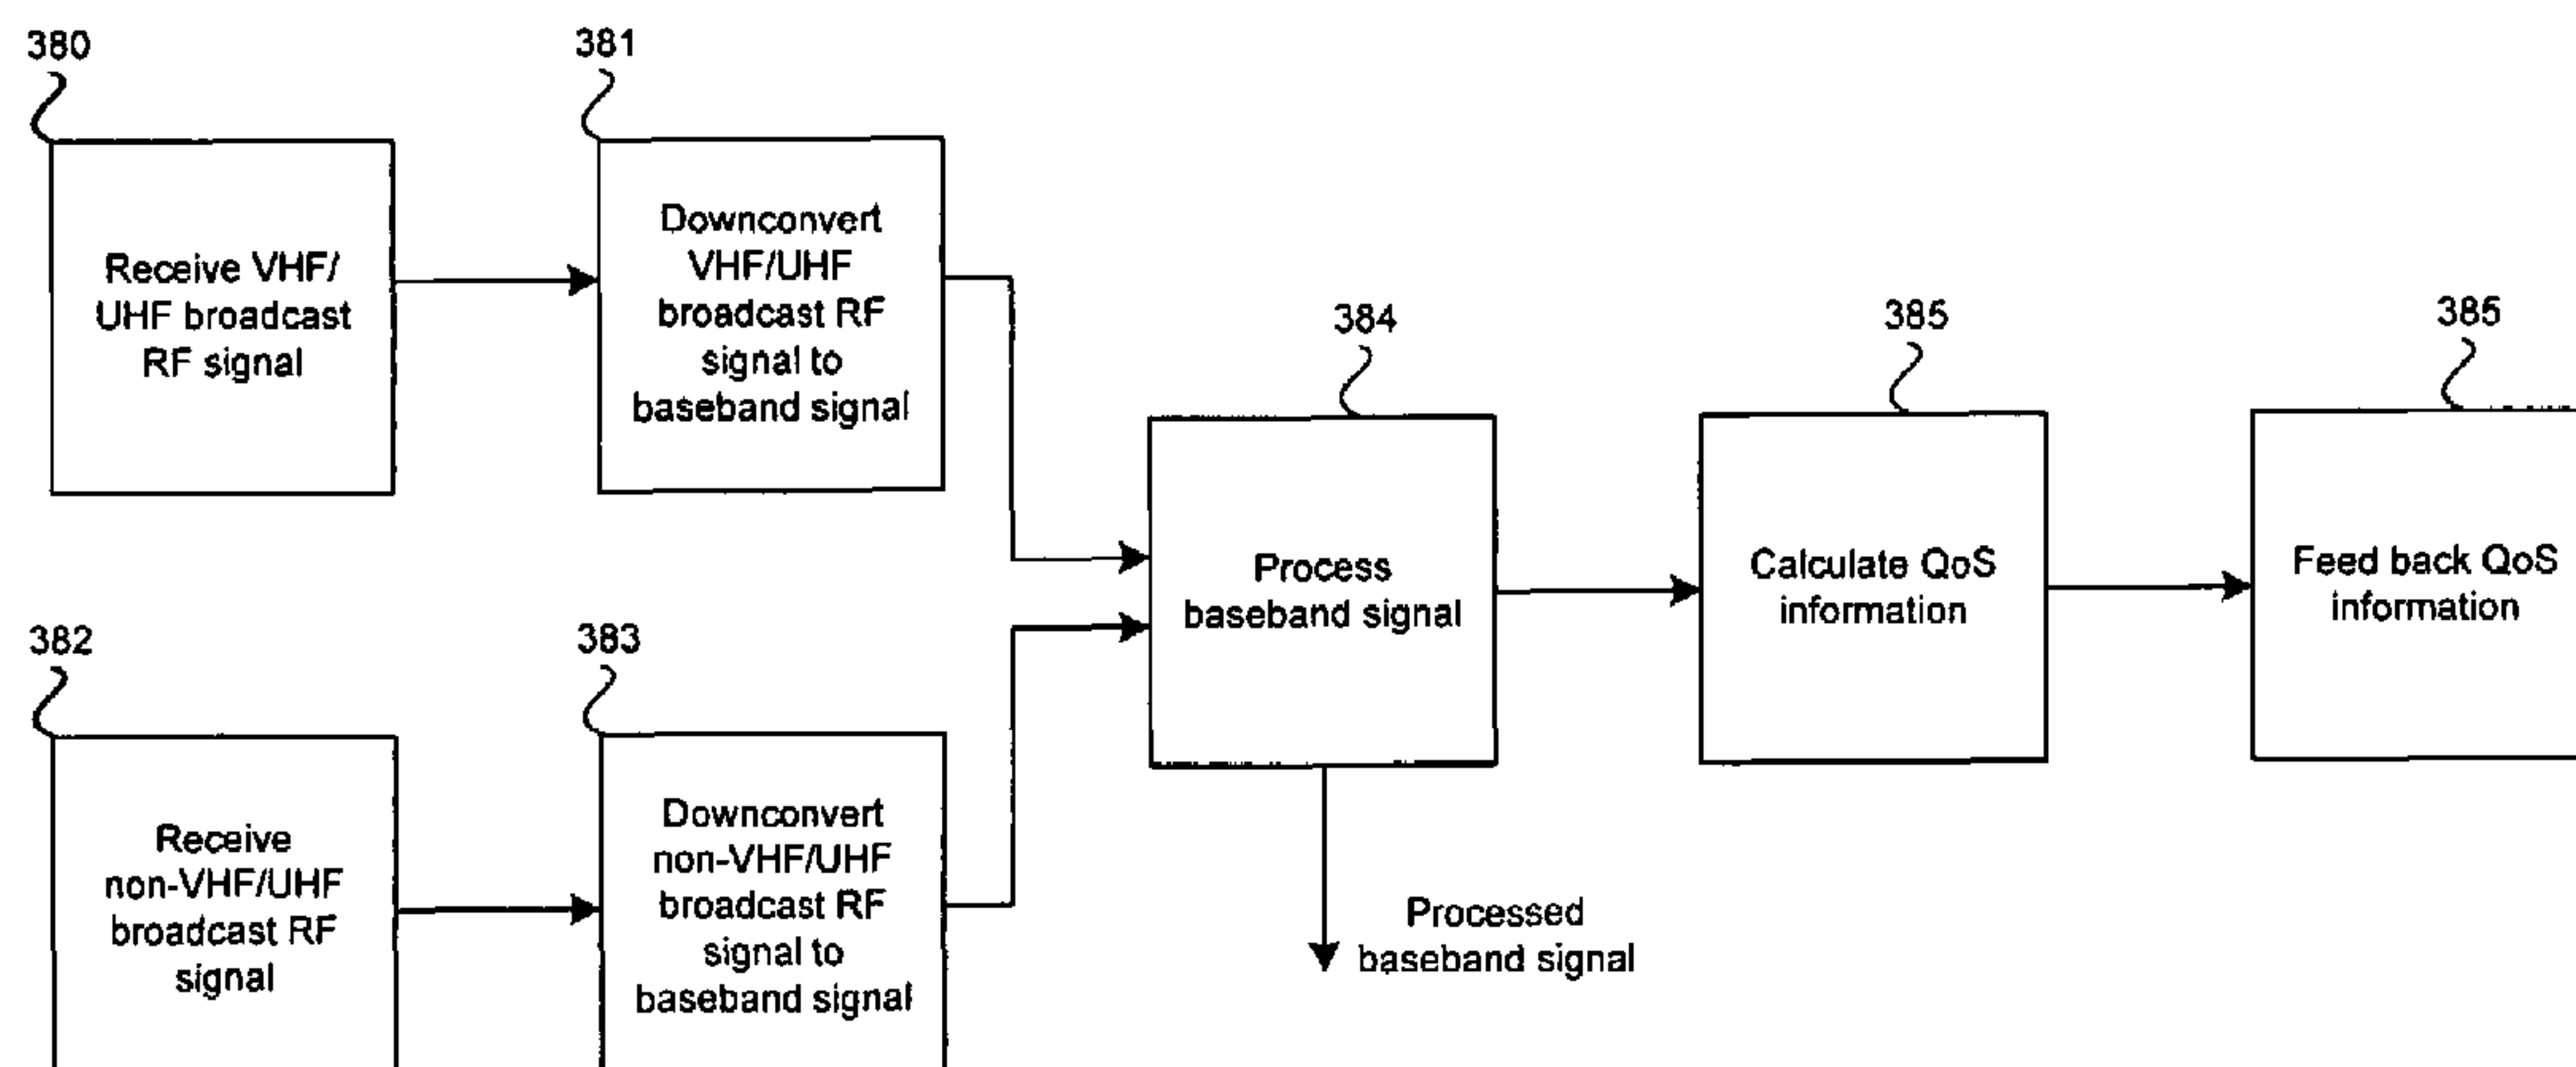 380
Receive VHF/
UHF broadcast
RF signal
381
Downconvert
VHF/UHF
broadcast RF
signal to
baseband signal
382
Receive
non-VHF/UHF
broadcast RF
signal
383
Downconvert
non-VHF/UHF
broadcast RF
signal to
baseband signal
384
Process
baseband signal
Processed
baseband signal
385
Calculate QoS
information
385
Feed back QoS
information